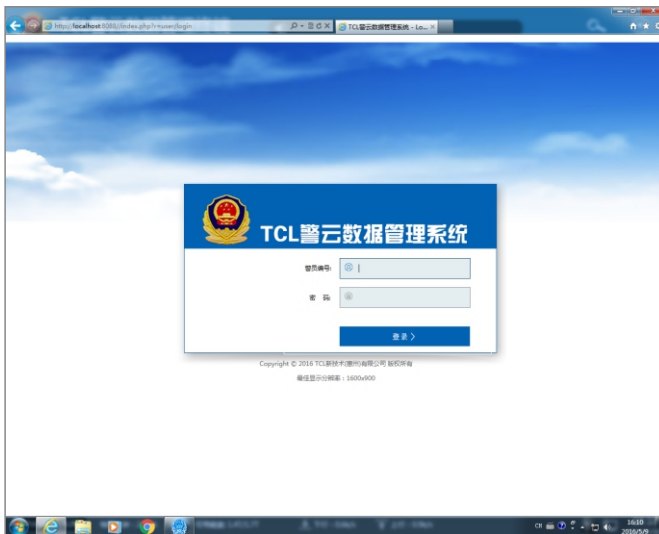 http://localhost:8088/index.php?r=user/login
TCL警云数据管理系统 - Lo...
TCL警云数据管理系统
警员编号:
密 码:
登录 〉
Copyright © 2016 TCL新技术(惠州)有限公司 版权所有
最佳显示分辨率：1600x900
CH
16:10
2016/5/9